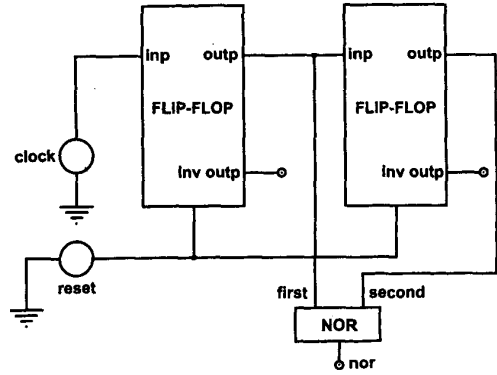 inp outp
inp outp
FLIP-FLOP
FLIP-FLOP
clock
inv outp
inv outp
reset
first
second
NOR
nor